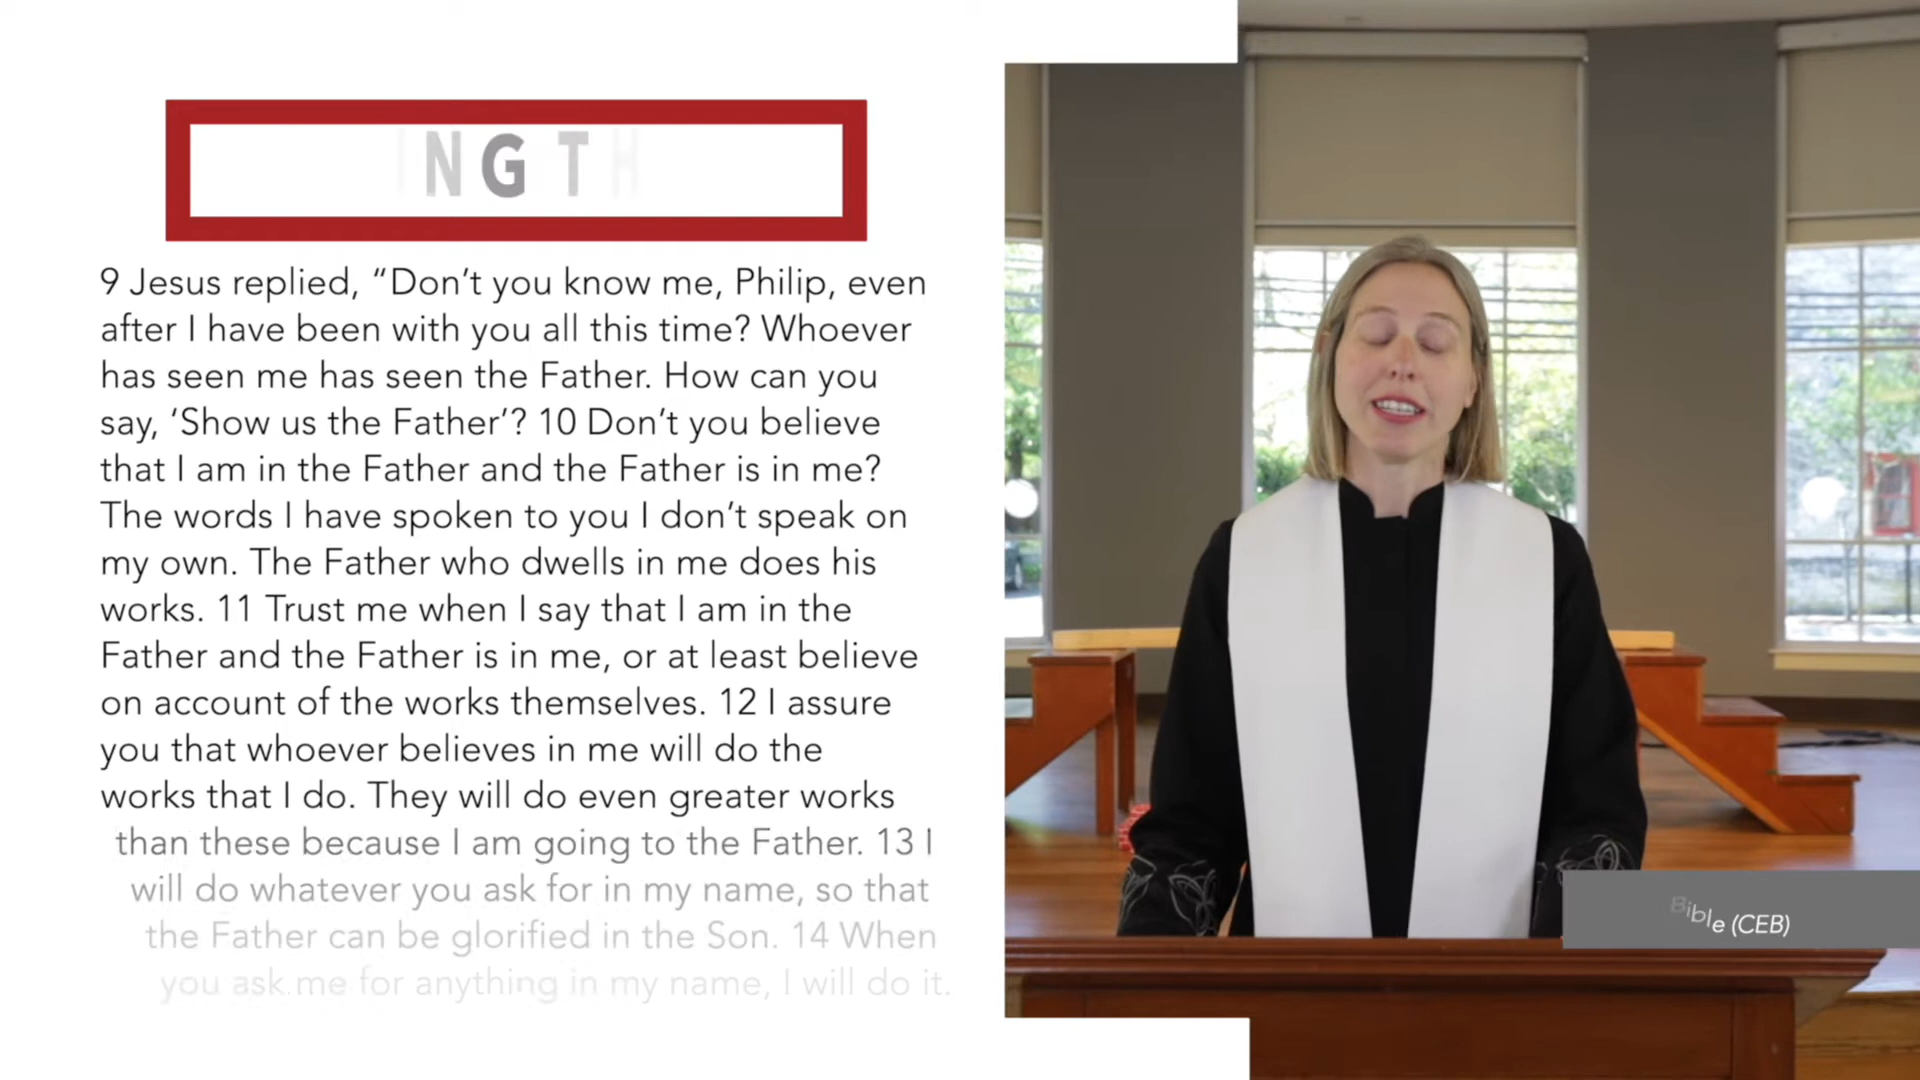 NG T
9 Jesus replied, “Don’t you know me, Philip, even
after I have been with you all this time? Whoever
has seen me has seen the Father. How can you
say, ‘Show us the Father’? 10 Don’t you believe
that I am in the Father and the Father is in me?
The words I have spoken to you I don’t speak on
my own. The Father who dwells in me does his
works. 11 Trust me when I say that I am in the
Father and the Father is in me, or at least believe
on account of the works themselves. 12 I assure
you that whoever believes in me will do the
works that I do. They will do even greater works
than these because I am going to the Father. 13 I
will do whatever you ask for in my name, so that
the Father can be glorified in the Son. 14 When
you ask me for anything in my name, I will do it.
Bible (CEB)